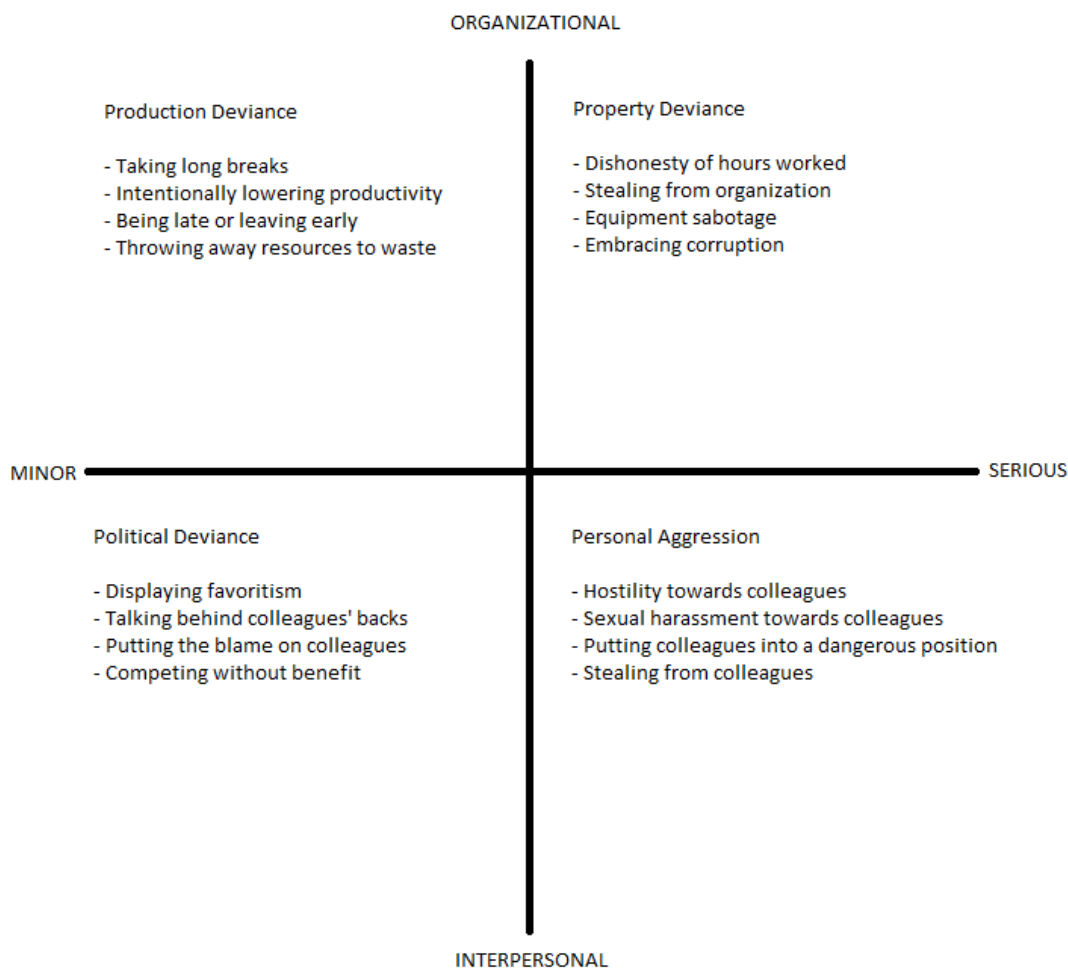 ORGANIZATIONAL
Production Deviance
- Taking long breaks
- Intentionally lowering productivity
- Being late or leaving early
- Throwing away resources to waste
Property Deviance
- Dishonesty of hours worked
- Stealing from organization
- Equipment sabotage
- Embracing corruption
MINOR
SERIOUS
Political Deviance
- Displaying favoritism
- Talking behind colleagues' backs
- Putting the blame on colleagues
- Competing without benefit
Personal Aggression
- Hostility towards colleagues
- Sexual harassment towards colleagues
- Putting colleagues into a dangerous position
- Stealing from colleagues
INTERPERSONAL